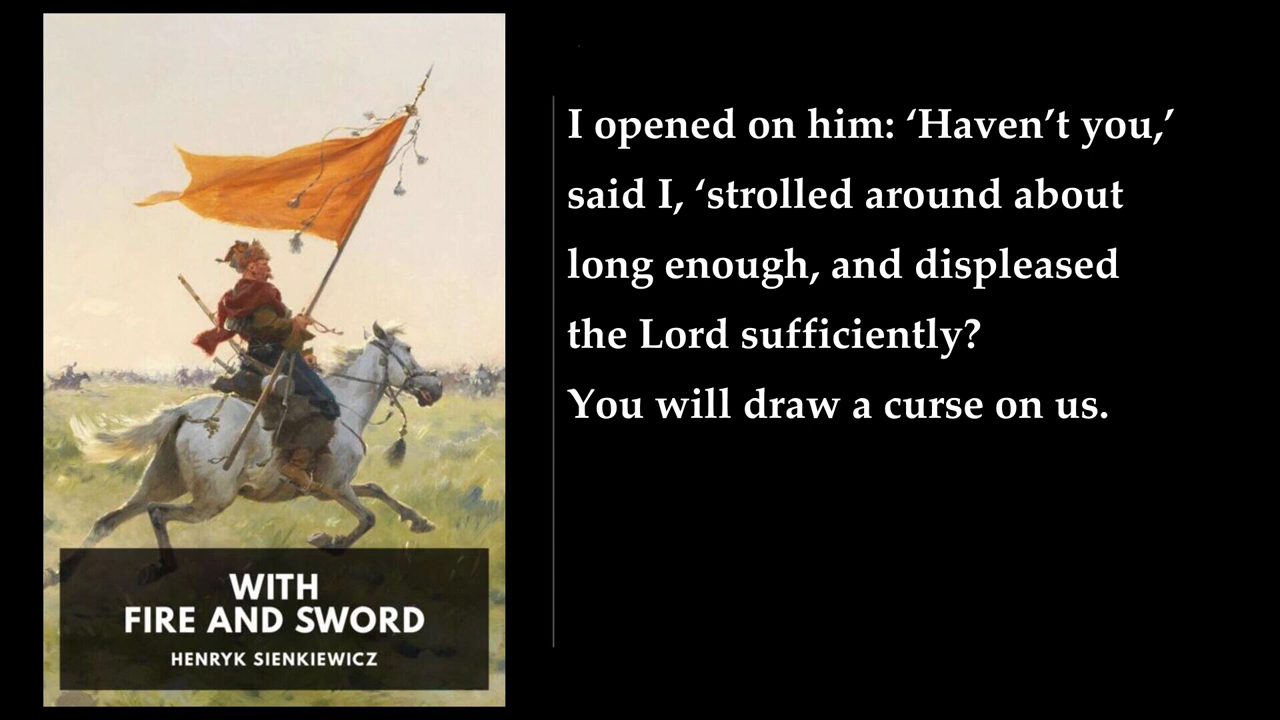 I opened on him: ‘Haven’t you,’
said I, ‘strolled around about
long enough, and displeased
the Lord sufficiently?
You will draw a curse on us.
WITH
FIRE AND SWORD
HENRYK SIENKIEWICZ